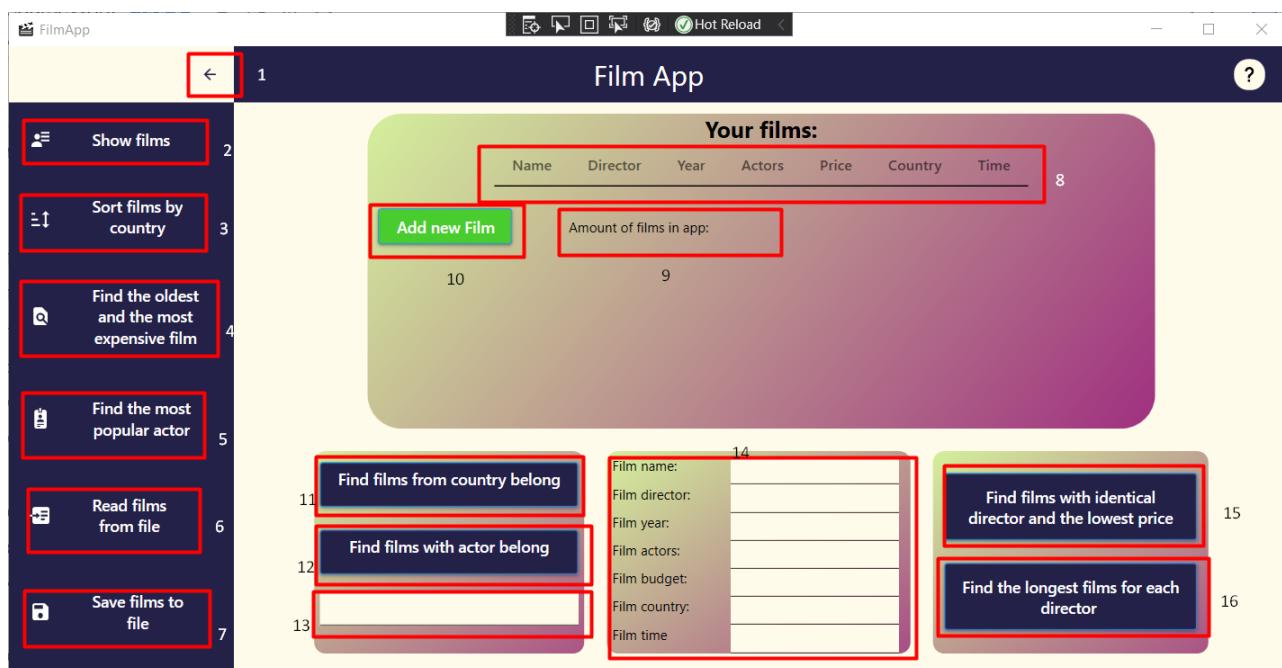 FilmApp
Hot Reload
1
Film App
?
Show films
2
Sort films by
country
3
Find the oldest
and the most
expensive film
4
Find the most
popular actor
5
Read films
from file
6
Save films to
file
7
Your films:
Name Director Year Actors Price Country Time
8
Add new Film
Amount of films in app:
10
9
Find films from country belong
11
Find films with actor belong
12
13
14
Film name:
Film director:
Film year:
Film actors:
Film budget:
Film country:
Film time
Find films with identical
director and the lowest price
15
Find the longest films for each
director
16